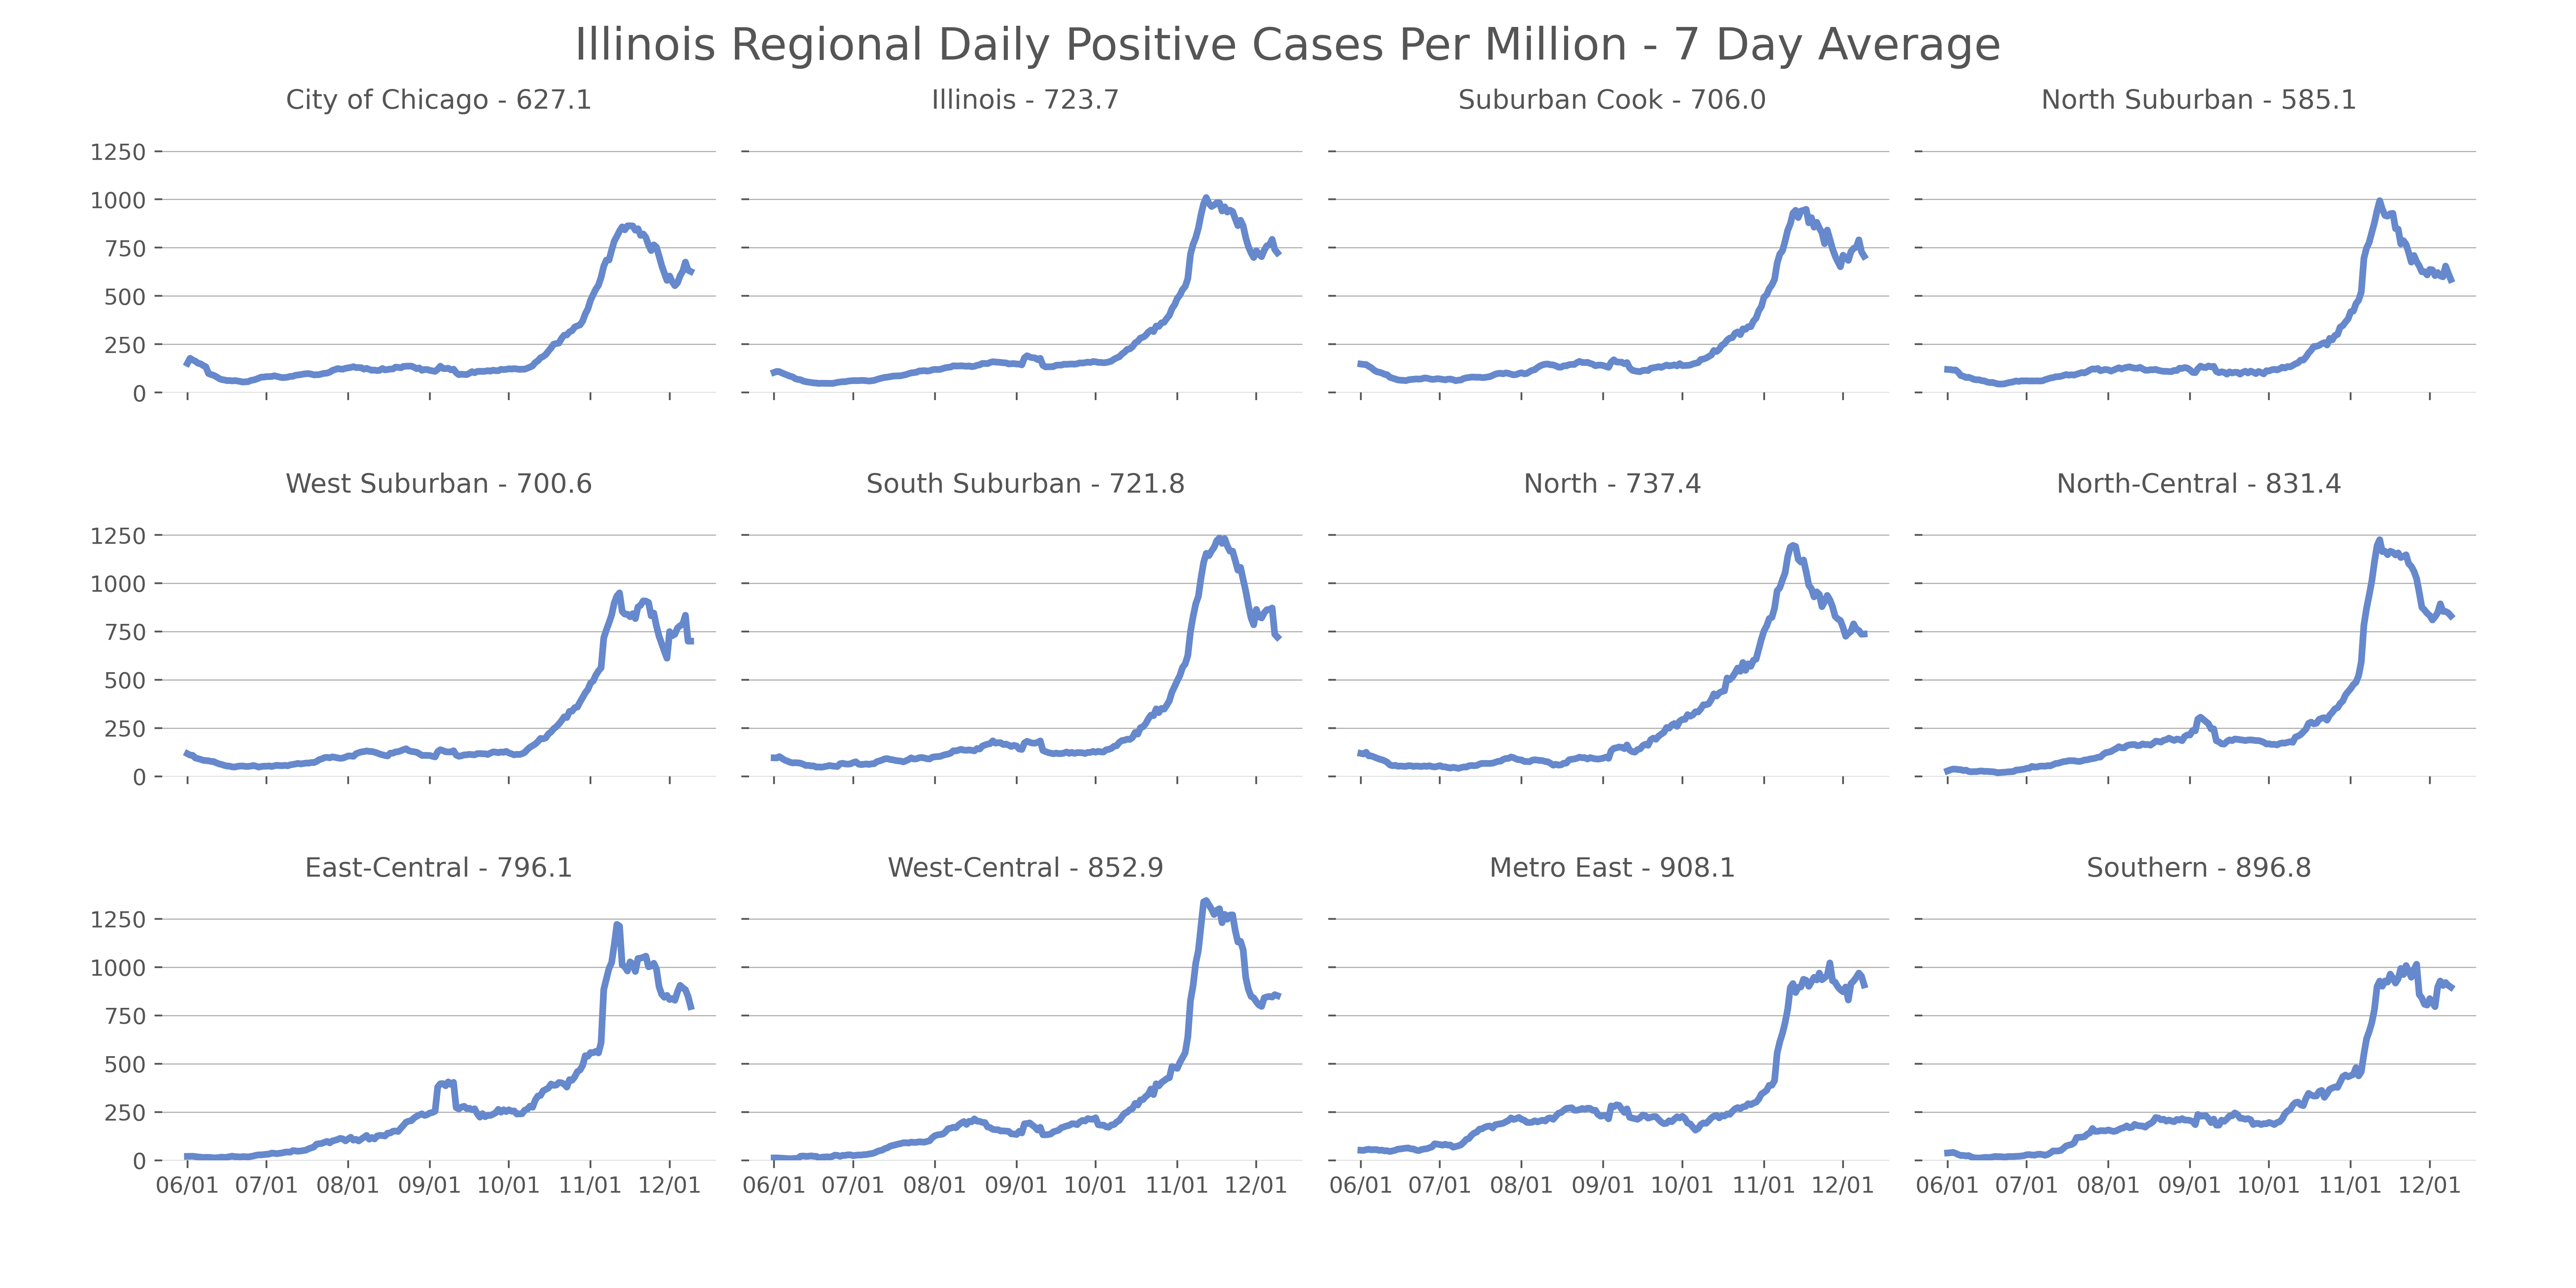 Illinois Regional Daily Positive Cases Per Million - 7 Day Average
City of Chicago - 627.1
Illinois - 723.7
Suburban Cook - 706.0
North Suburban - 585.1
1250
1000
750
500
250
0
West Suburban - 700.6
South Suburban - 721.8
North - 737.4
North-Central - 831.4
1250
1000
750
500
250
0
East-Central - 796.1
West-Central - 852.9
Metro East - 908.1
Southern - 896.8
1250
1000
750
500
250
0
06/01 07/01 08/01 09/01 10/01 11/01 12/01
06/01 07/01 08/01 09/01 10/01 11/01 12/01
06/01 07/01 08/01 09/01 10/01 11/01 12/01
06/01 07/01 08/01 09/01 10/01 11/01 12/01